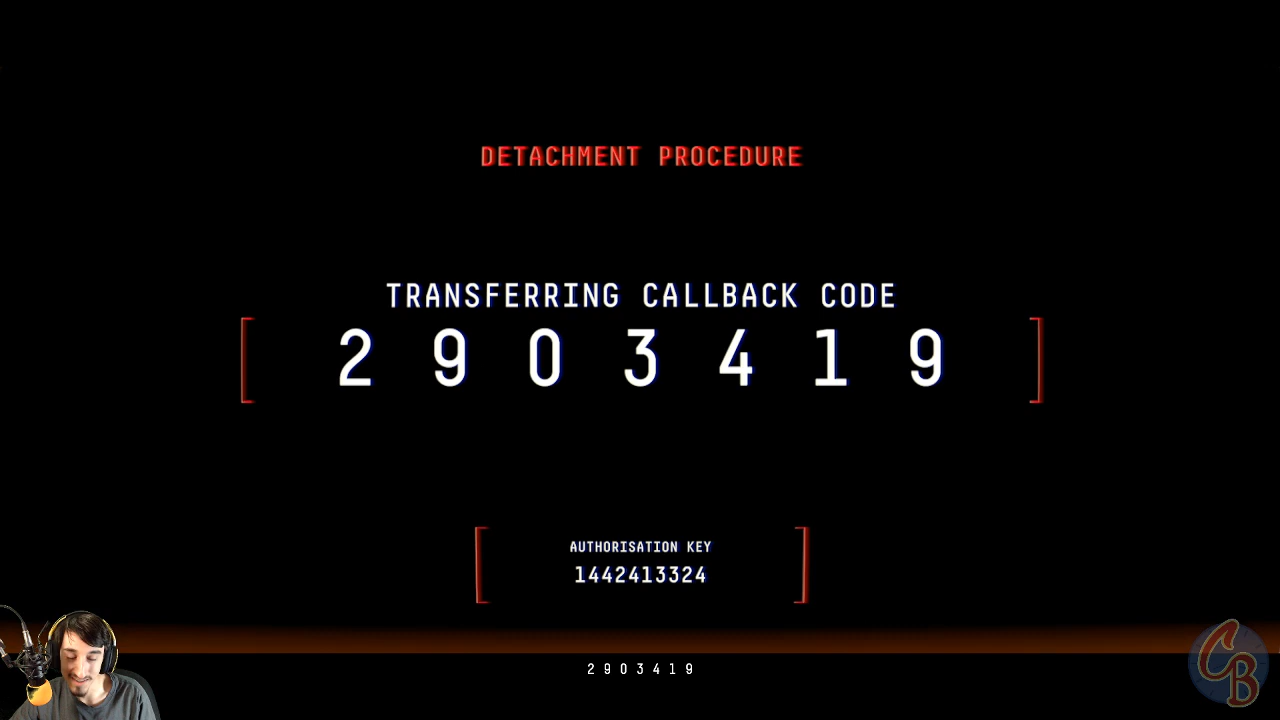 DETACHMENT PROCEDURE
TRANSFERRING CALLBACK CODE
2 9 0 3 4 1 9
AUTHORISATION KEY
1442413324
2 9 0 3 4 1 9
CB